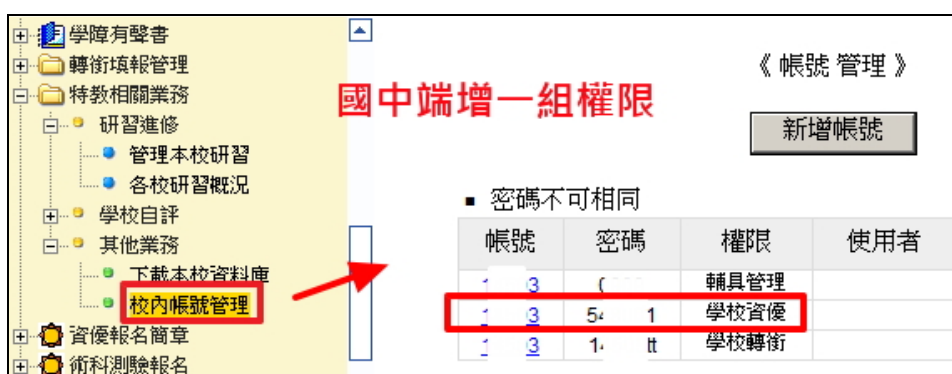 學障有聲書
轉銜填報管理
特教相關業務
研習進修
管理本校研習
各校研習概況
學校自評
其他業務
下載本校資料庫
校內帳號管理
資優報名簡章
術科測驗報名
國中端增一組權限
《 帳號 管理 》
新增帳號
▪ 密碼不可相同
帳號 密碼 權限 使用者
輔具管理
學校資優
學校轉銜